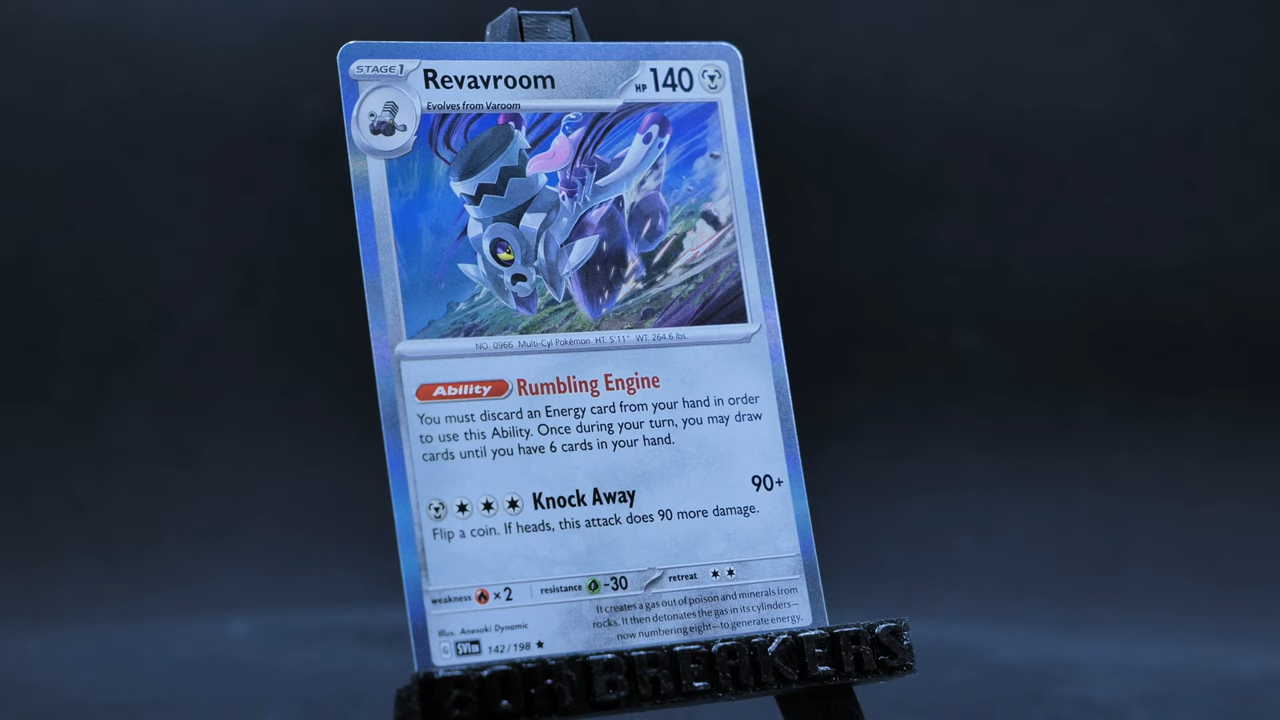 STAGE1
Revavroom
HP 140
Evolves from Varoom
NO. 0966 Multi-Cyl Pokémon HT. 5'11" WT. 264.6 lbs.
Ability Rumbling Engine
You must discard an Energy card from your hand in order
to use this Ability. Once during your turn, you may draw
cards until you have 6 cards in your hand.
Knock Away 90+
Flip a coin. If heads, this attack does 90 more damage.
weakness ×2 resistance -30 retreat
It creates a gas out of poison and minerals from
rocks. It then detonates the gas in its cylinders—
now numbering eight—to generate energy.
Illus. Anesaki Dynamic
G SVI EN 142/198 ★
BOXBREAKERS